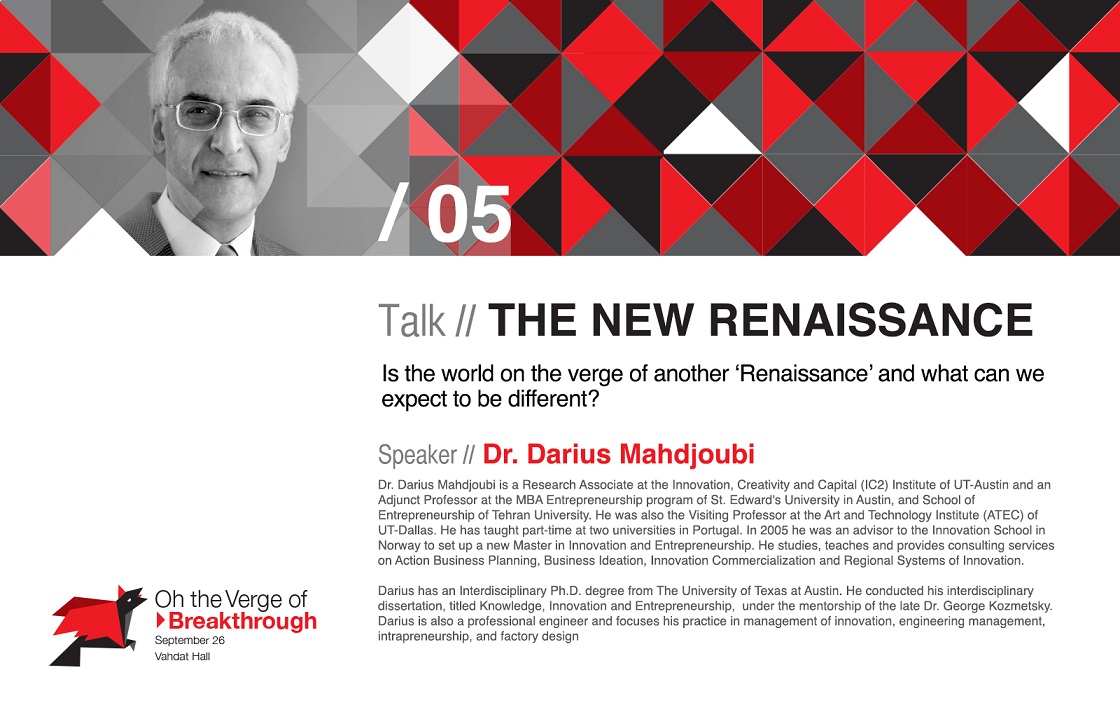 / 05
Talk // THE NEW RENAISSANCE
Is the world on the verge of another ‘Renaissance’ and what can we
expect to be different?
Speaker // Dr. Darius Mahdjoubi
Dr. Darius Mahdjoubi is a Research Associate at the Innovation, Creativity and Capital (IC2) Institute of UT-Austin and an
Adjunct Professor at the MBA Entrepreneurship program of St. Edward's University in Austin, and School of
Entrepreneurship of Tehran University. He was also the Visiting Professor at the Art and Technology Institute (ATEC) of
UT-Dallas. He has taught part-time at two universities in Portugal. In 2005 he was an advisor to the Innovation School in
Norway to set up a new Master in Innovation and Entrepreneurship. He studies, teaches and provides consulting services
on Action Business Planning, Business Ideation, Innovation Commercialization and Regional Systems of Innovation.
Darius has an Interdisciplinary Ph.D. degree from The University of Texas at Austin. He conducted his interdisciplinary
dissertation, titled Knowledge, Innovation and Entrepreneurship,  under the mentorship of the late Dr. George Kozmetsky.
Darius is also a professional engineer and focuses his practice in management of innovation, engineering management,
intrapreneurship, and factory design
Oh the Verge of
Breakthrough
September 26
Vahdat Hall